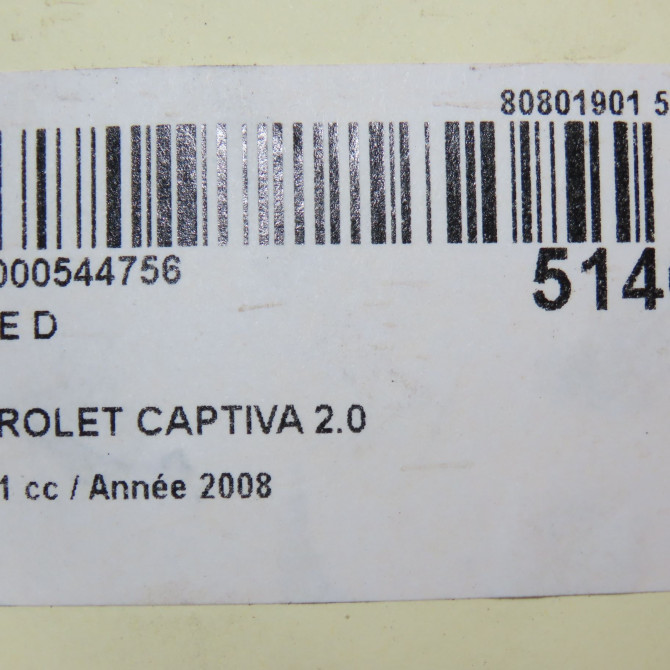 80801901 5
000544756
514
E D
ROLET CAPTIVA 2.0
1 cc / Année 2008